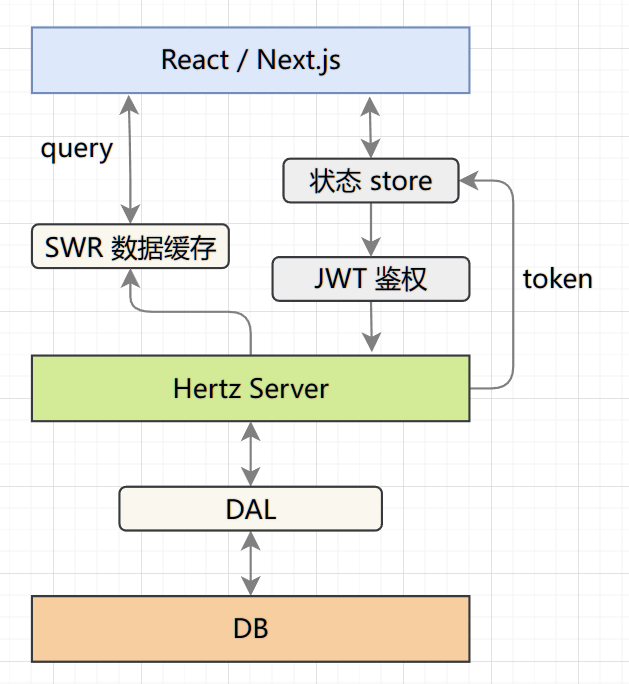 React / Next.js
query
状态 store
SWR 数据缓存
JWT 鉴权
token
Hertz Server
DAL
DB